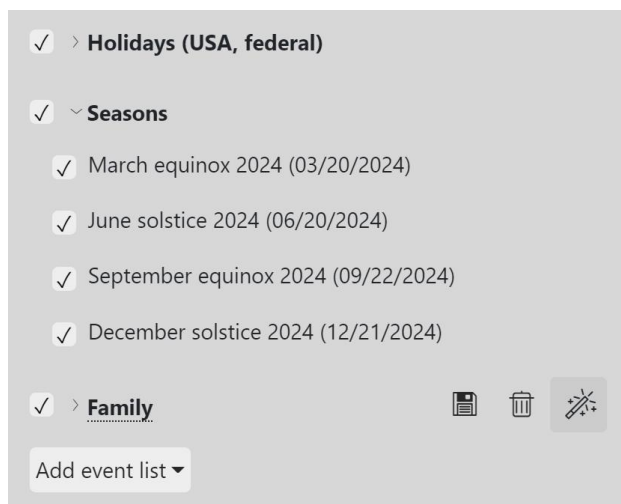 Holidays (USA, federal)
Seasons
March equinox 2024 (03/20/2024)
June solstice 2024 (06/20/2024)
September equinox 2024 (09/22/2024)
December solstice 2024 (12/21/2024)
Family
Add event list